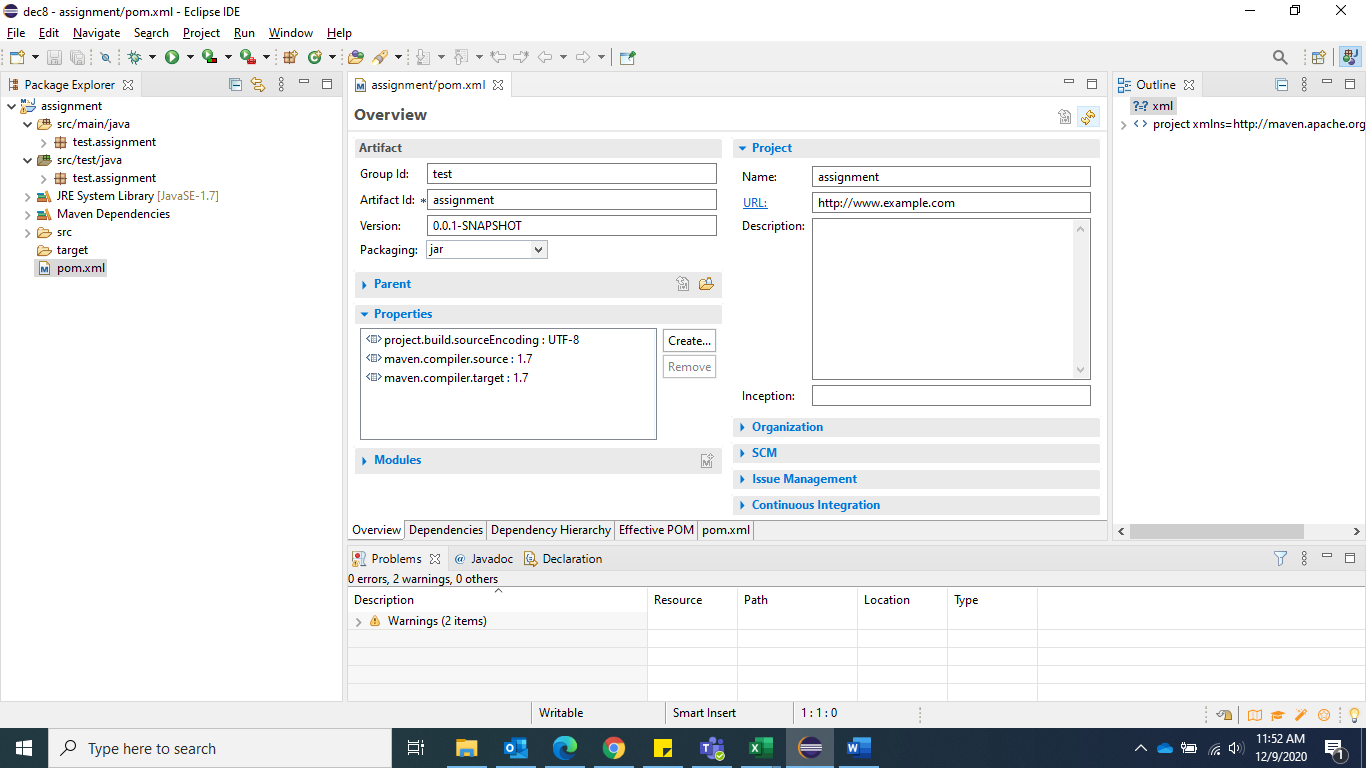 dec8 - assignment/pom.xml - Eclipse IDE
File Edit Navigate Search Project Run Window Help
Package Explorer
assignment
src/main/java
test.assignment
src/test/java
test.assignment
JRE System Library [JavaSE-1.7]
Maven Dependencies
src
target
pom.xml
assignment/pom.xml
Overview
Artifact
Group Id: test
Artifact Id: * assignment
Version: 0.0.1-SNAPSHOT
Packaging: jar
Parent
Properties
project.build.sourceEncoding : UTF-8
maven.compiler.source : 1.7
maven.compiler.target : 1.7
Create...
Remove
Modules
Project
Name: assignment
URL: http://www.example.com
Description:
Inception:
Organization
SCM
Issue Management
Continuous Integration
Overview Dependencies Dependency Hierarchy Effective POM pom.xml
Outline
xml
project xmlns=http://maven.apache.org
Problems Javadoc Declaration
0 errors, 2 warnings, 0 others
Description Resource Path Location Type
Warnings (2 items)
Writable Smart Insert 1 : 1 : 0
Type here to search
11:52 AM
12/9/2020
1